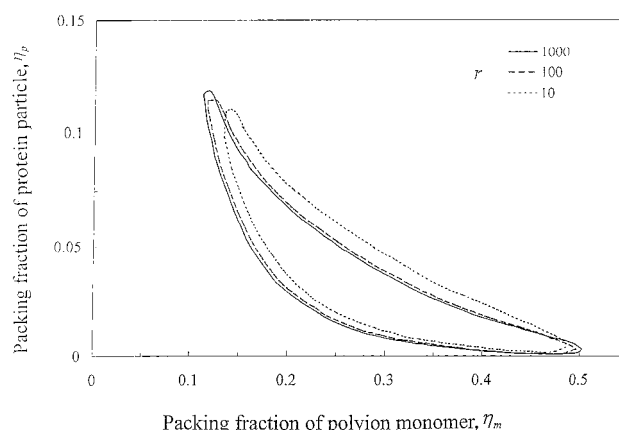 0.15
r
1000
100
10
0.1
Packing fraction of protein particle, ηp
0.05
0
0 0.1 0.2 0.3 0.4 0.5
Packing fraction of polyion monomer, ηm